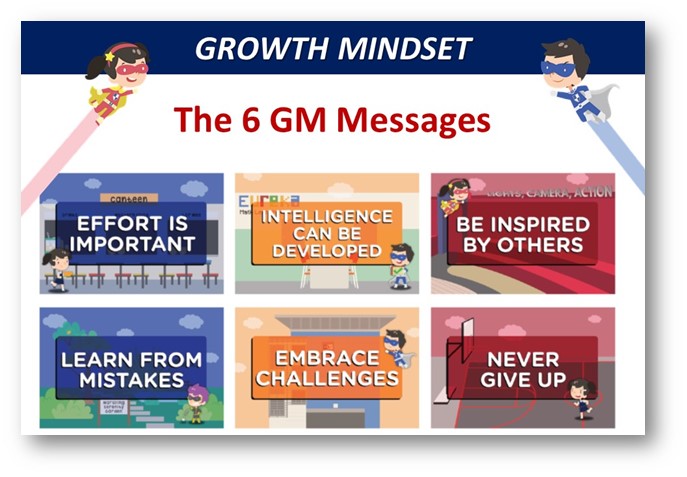 GROWTH MINDSET
The 6 GM Messages
canteen
EFFORT IS
IMPORTANT
EUREKA
INTELLIGENCE
CAN BE
DEVELOPED
LIGHTS, CAMERA, ACTION
BE INSPIRED
BY OTHERS
LEARN FROM
MISTAKES
EMBRACE
CHALLENGES
NEVER
GIVE UP